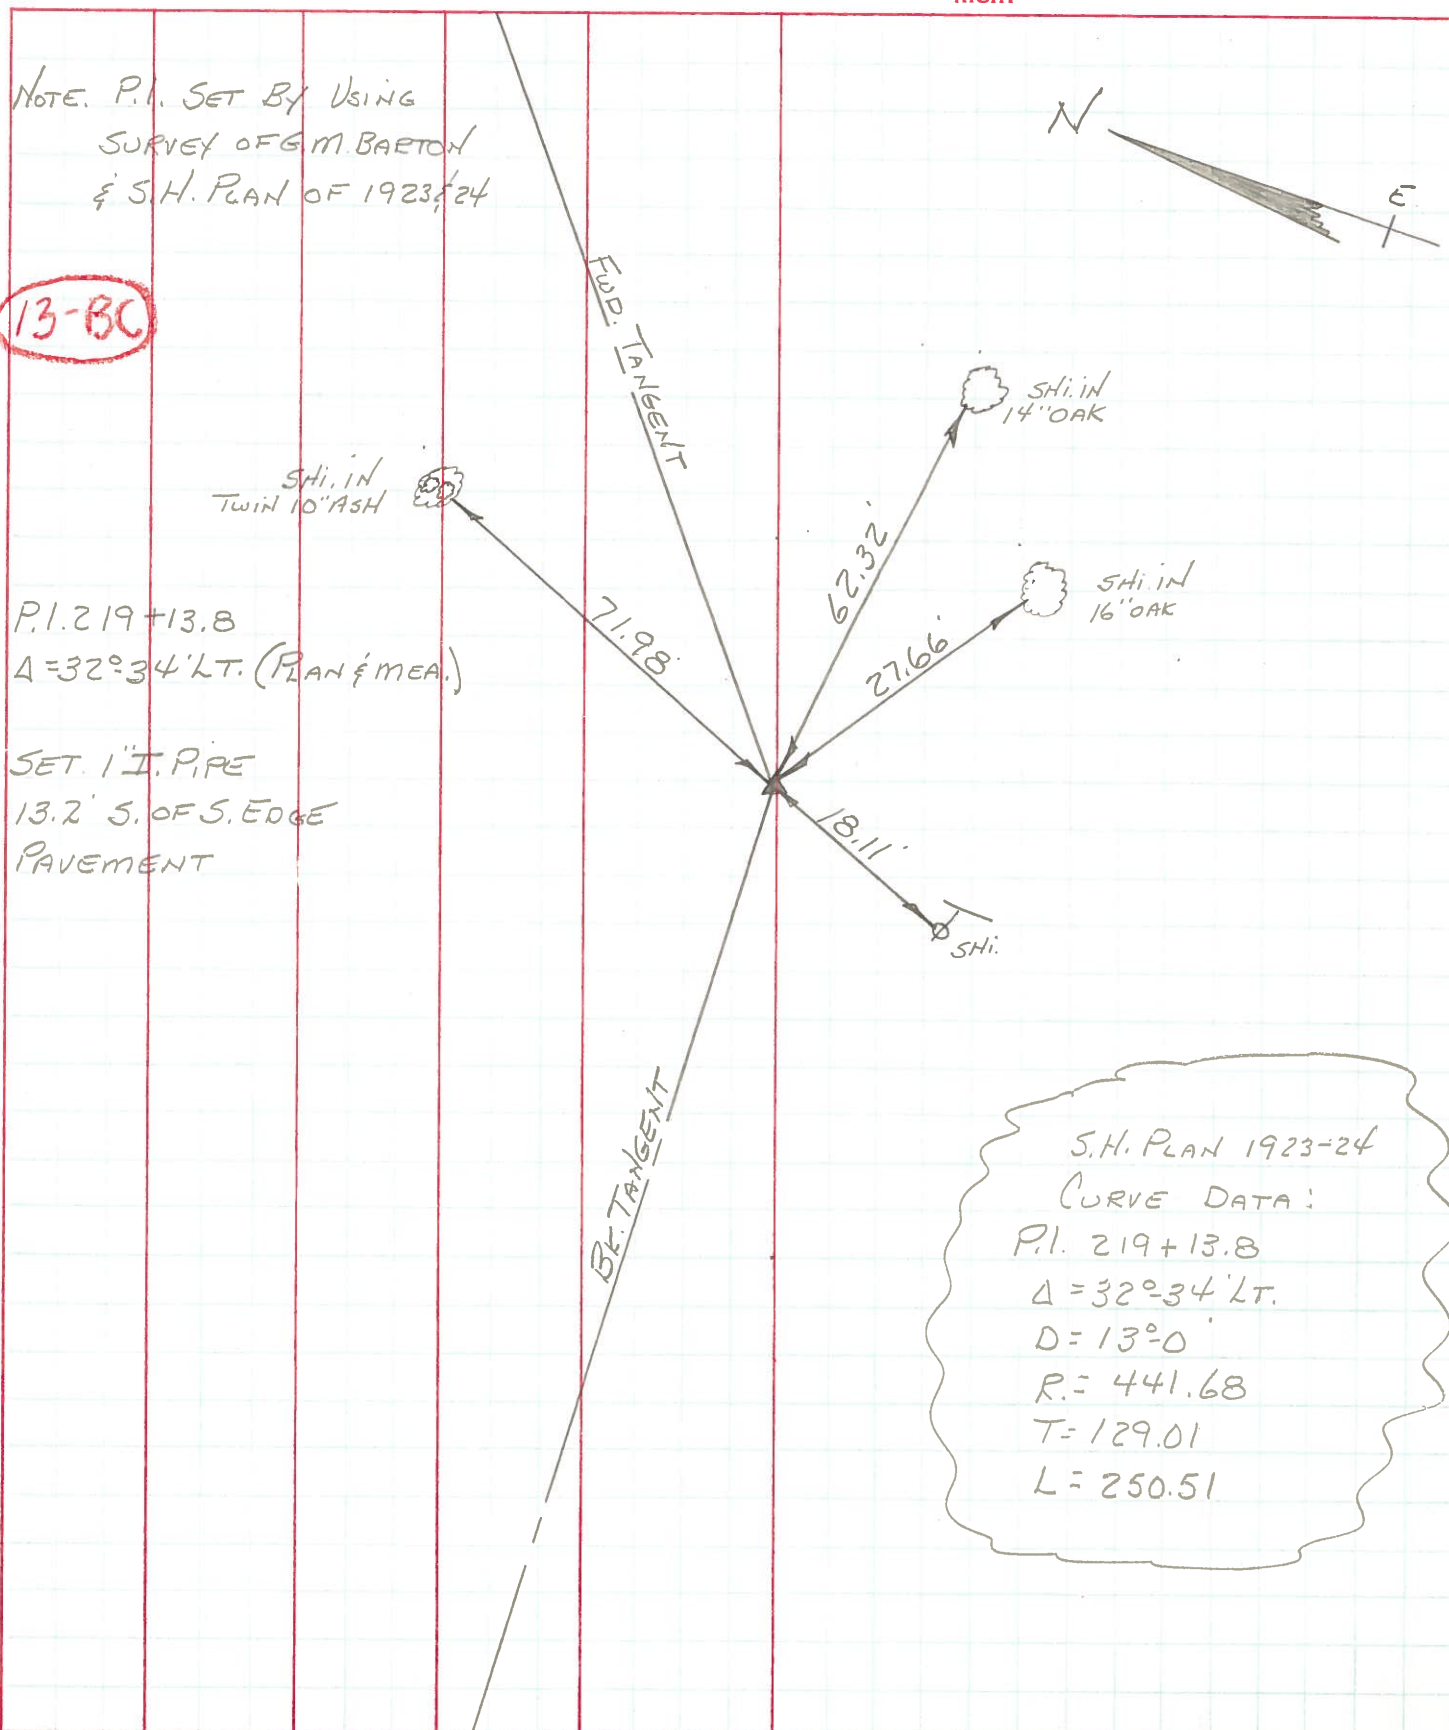 NOTE. P.I. SET BY USING
SURVEY OF G.M. BARTON
& S.H. PLAN OF 1923 & 24
N
E
13-BC
FWD. TANGENT
SHi. IN
14" OAK
SHi. IN
TWIN 10" ASH
62.32'
SHi. IN
16" OAK
71.98'
27.66'
P.I. 219+13.8
Δ=32°-34' LT. (PLAN & MEA.)
SET 1" I. PIPE
13.2' S. OF S. EDGE
PAVEMENT
18.11'
SHi.
BK. TANGENT
S.H. PLAN 1923-24
CURVE DATA:
P.I. 219+13.8
Δ=32°-34' LT.
D=13°-0'
R.= 441.68
T= 129.01
L= 250.51